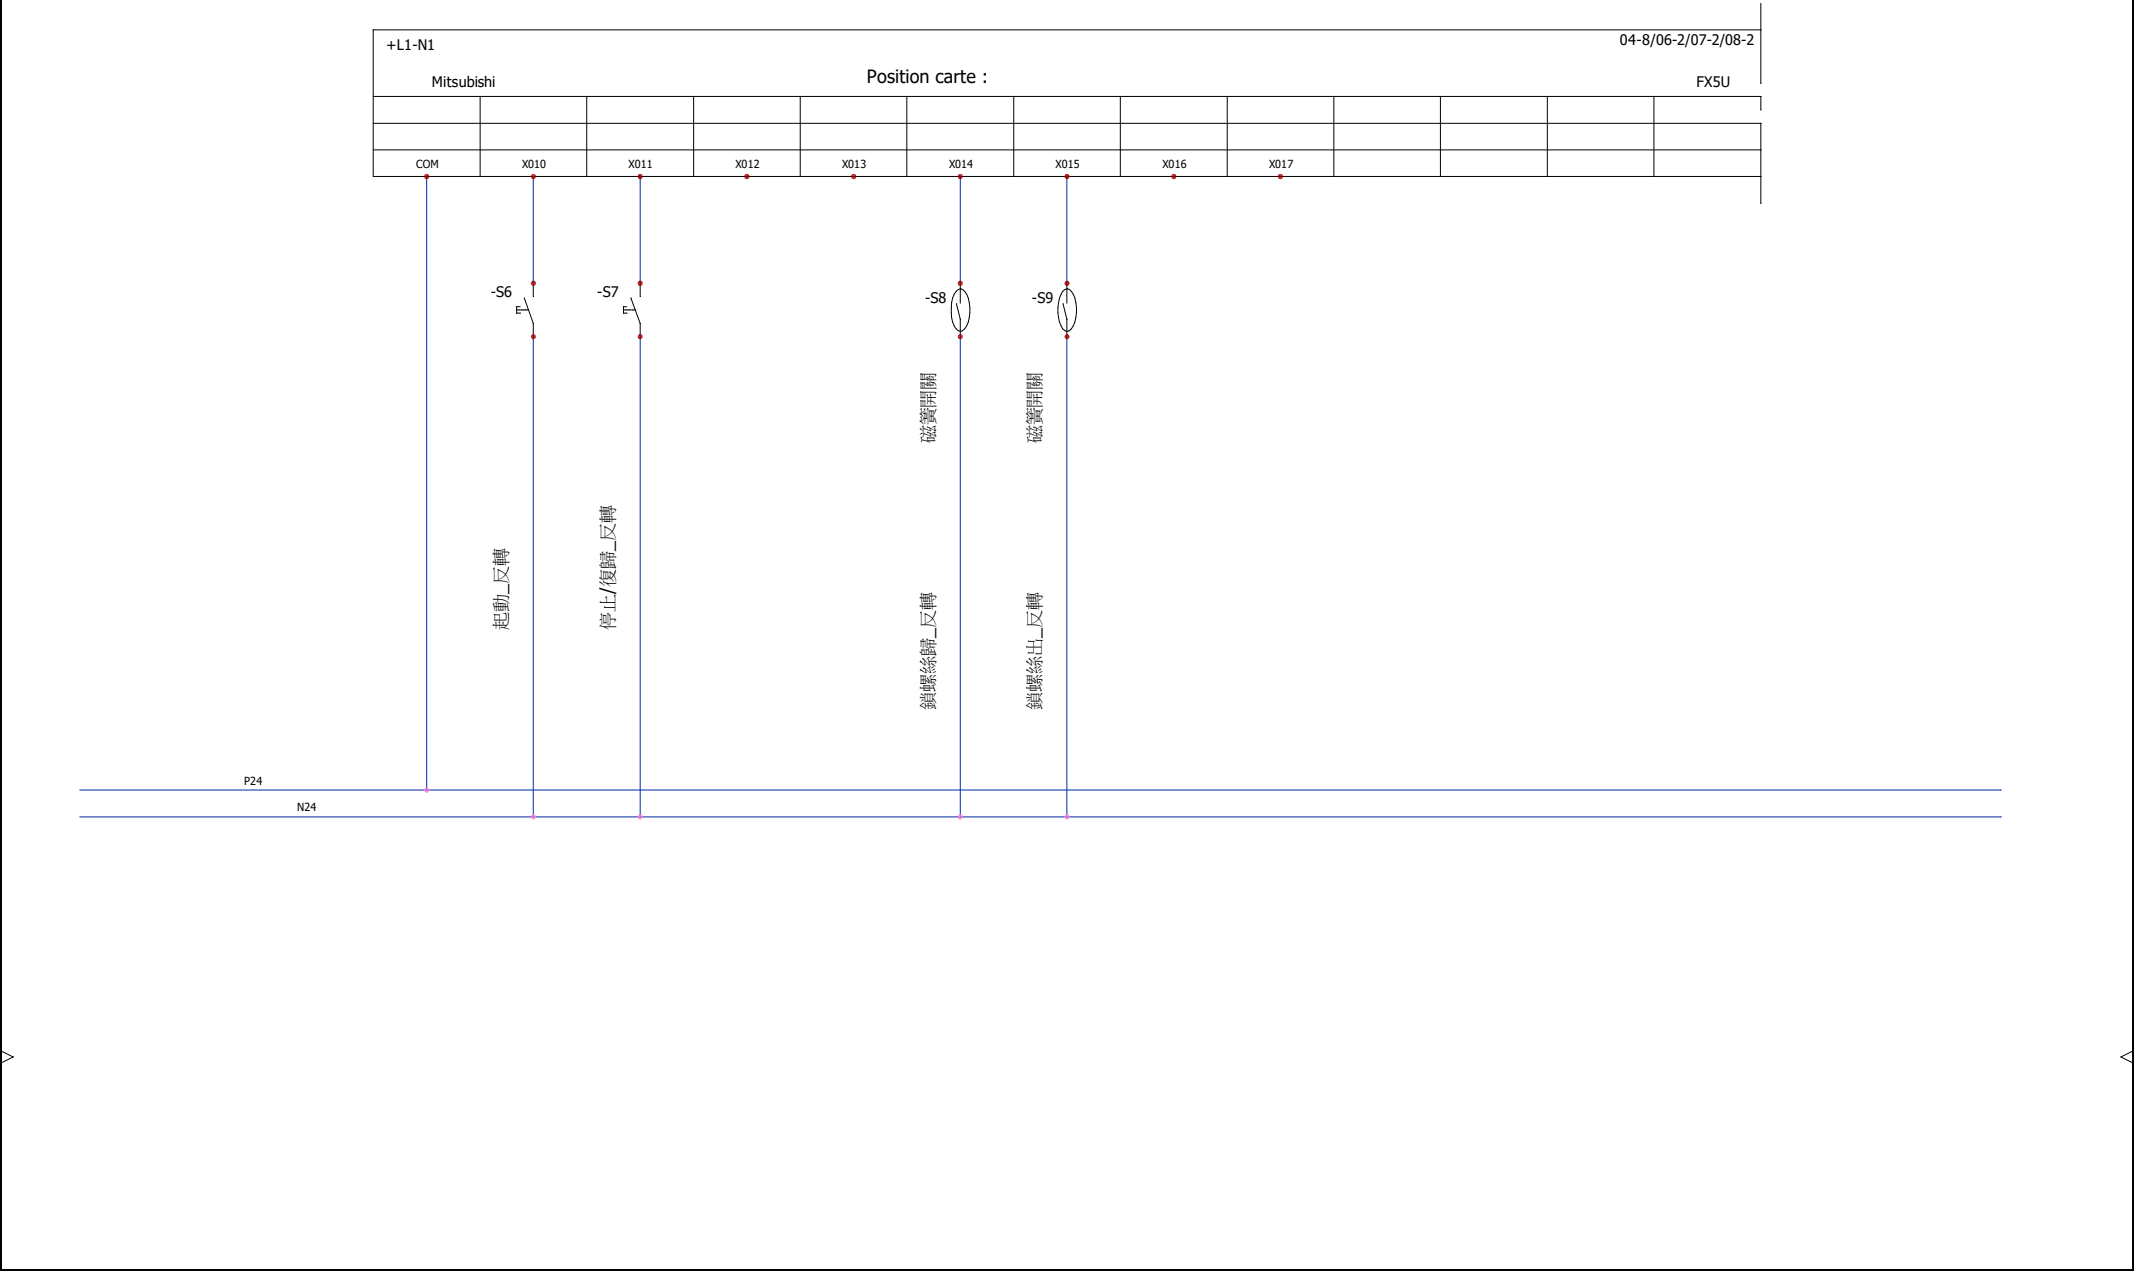 +L1-N1
04-8/06-2/07-2/08-2
Mitsubishi
Position carte :
FX5U
COM
X010
X011
X012
X013
X014
X015
X016
X017
-S6
-S7
-S8
-S9
磁簧開關
磁簧開關
起動_反轉
停止/復歸_反轉
鎖螺絲歸_反轉
鎖螺絲出_反轉
P24
N24